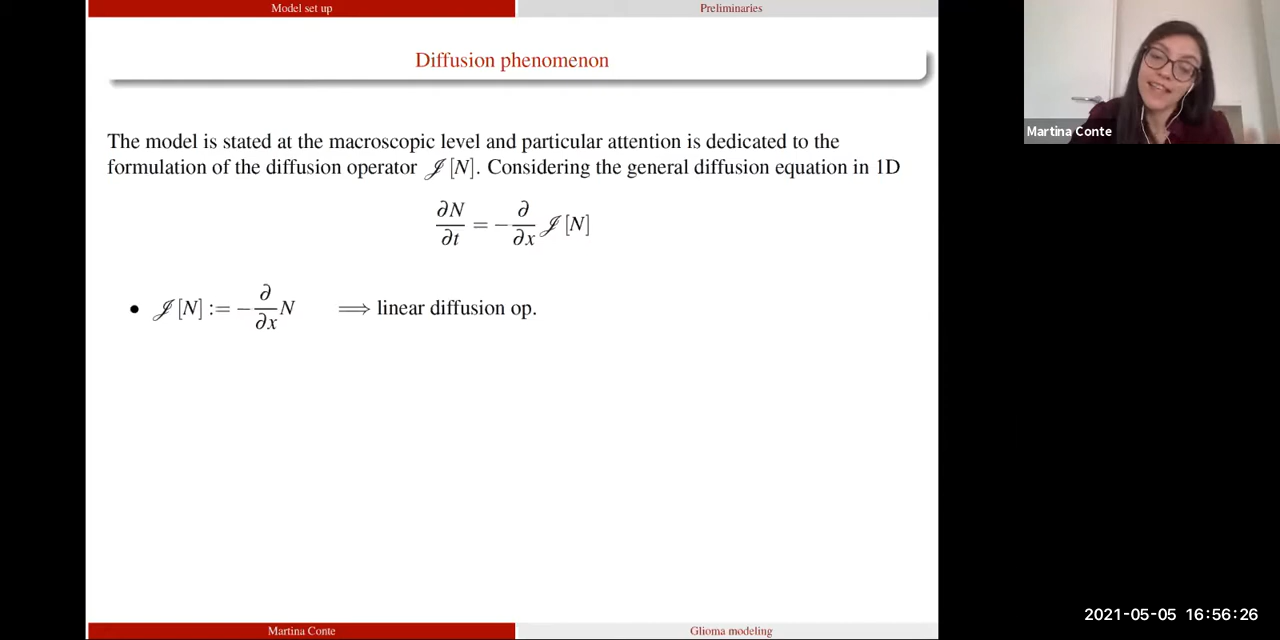 Model set up
Preliminaries
Diffusion phenomenon
The model is stated at the macroscopic level and particular attention is dedicated to the
formulation of the diffusion operator 𝒥[N]. Considering the general diffusion equation in 1D
∂N/∂t = −∂/∂x 𝒥[N]
• 𝒥[N] := −∂/∂x N ⟹ linear diffusion op.
Martina Conte
Glioma modeling
Martina Conte
2021-05-05 16:56:26